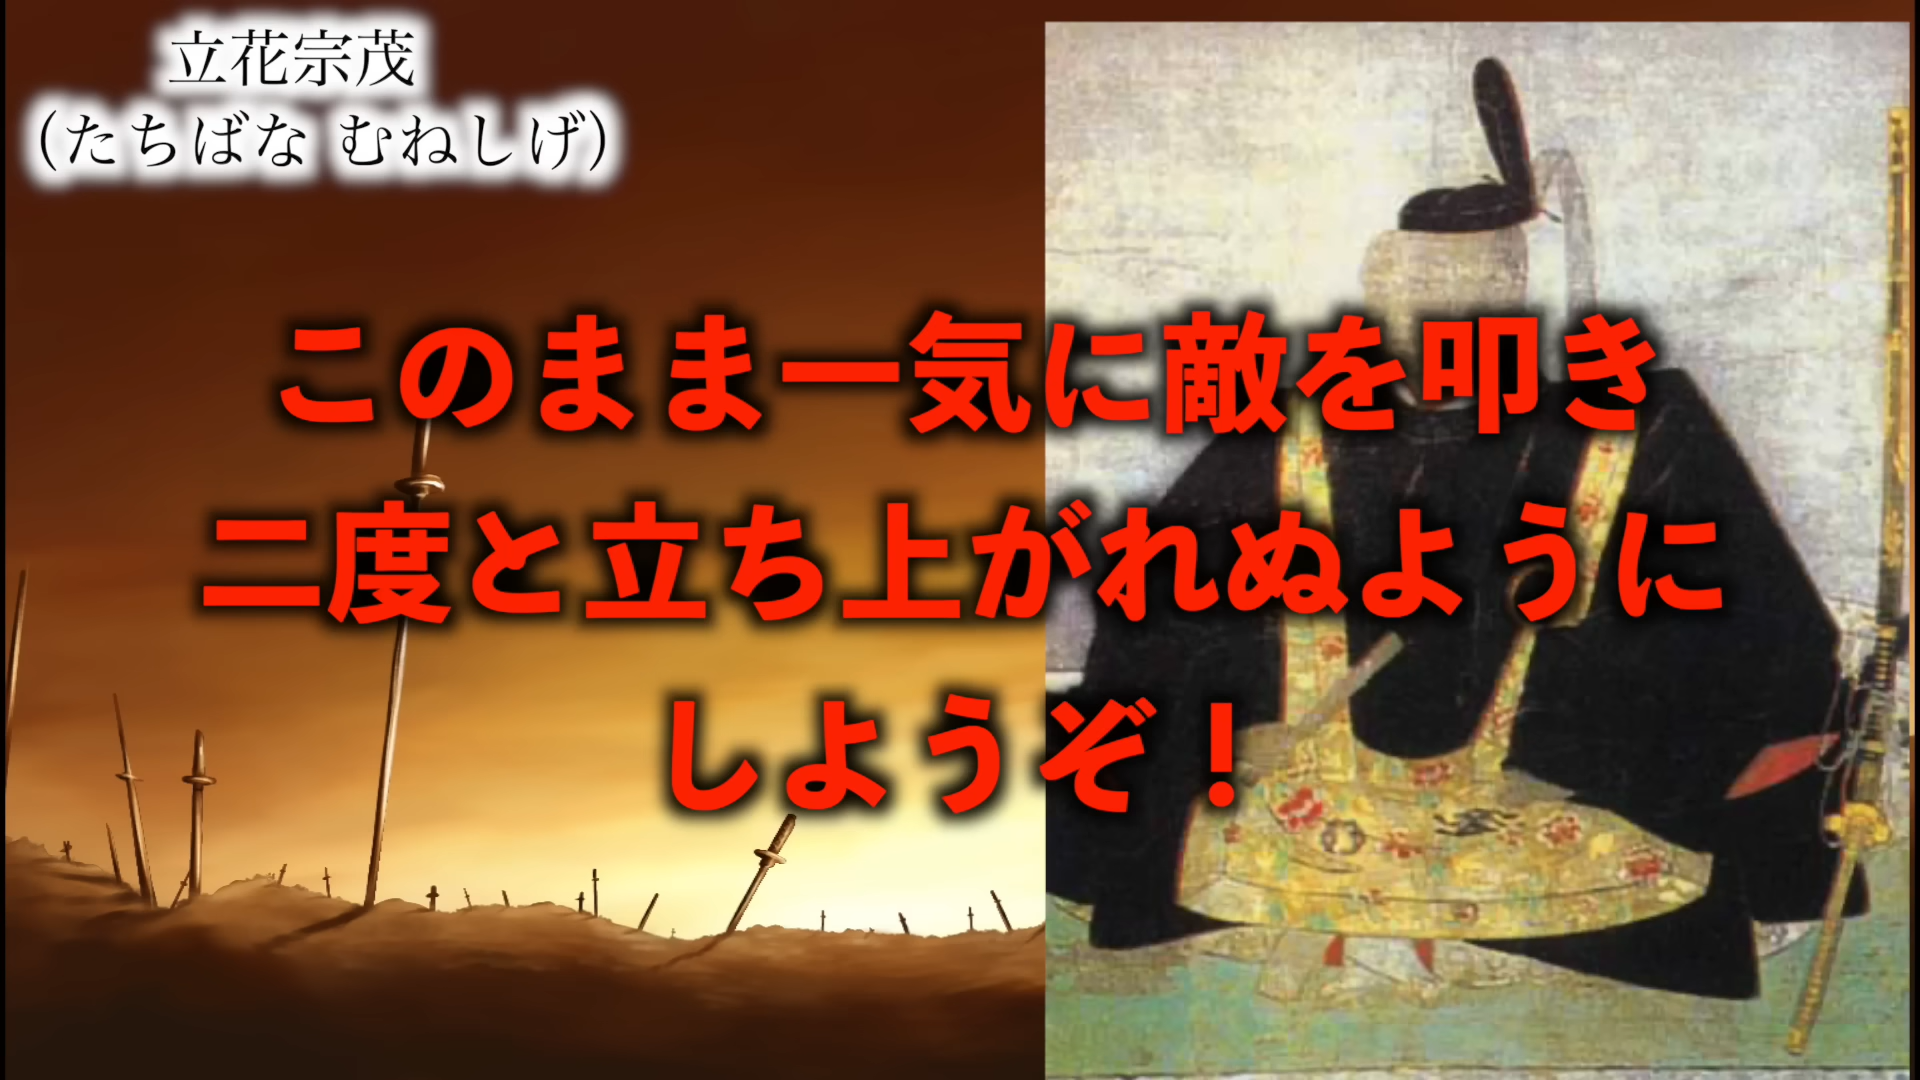 立花宗茂
（たちばな むねしげ）
このまま一気に敵を叩き
二度と立ち上がれぬように
しようぞ！